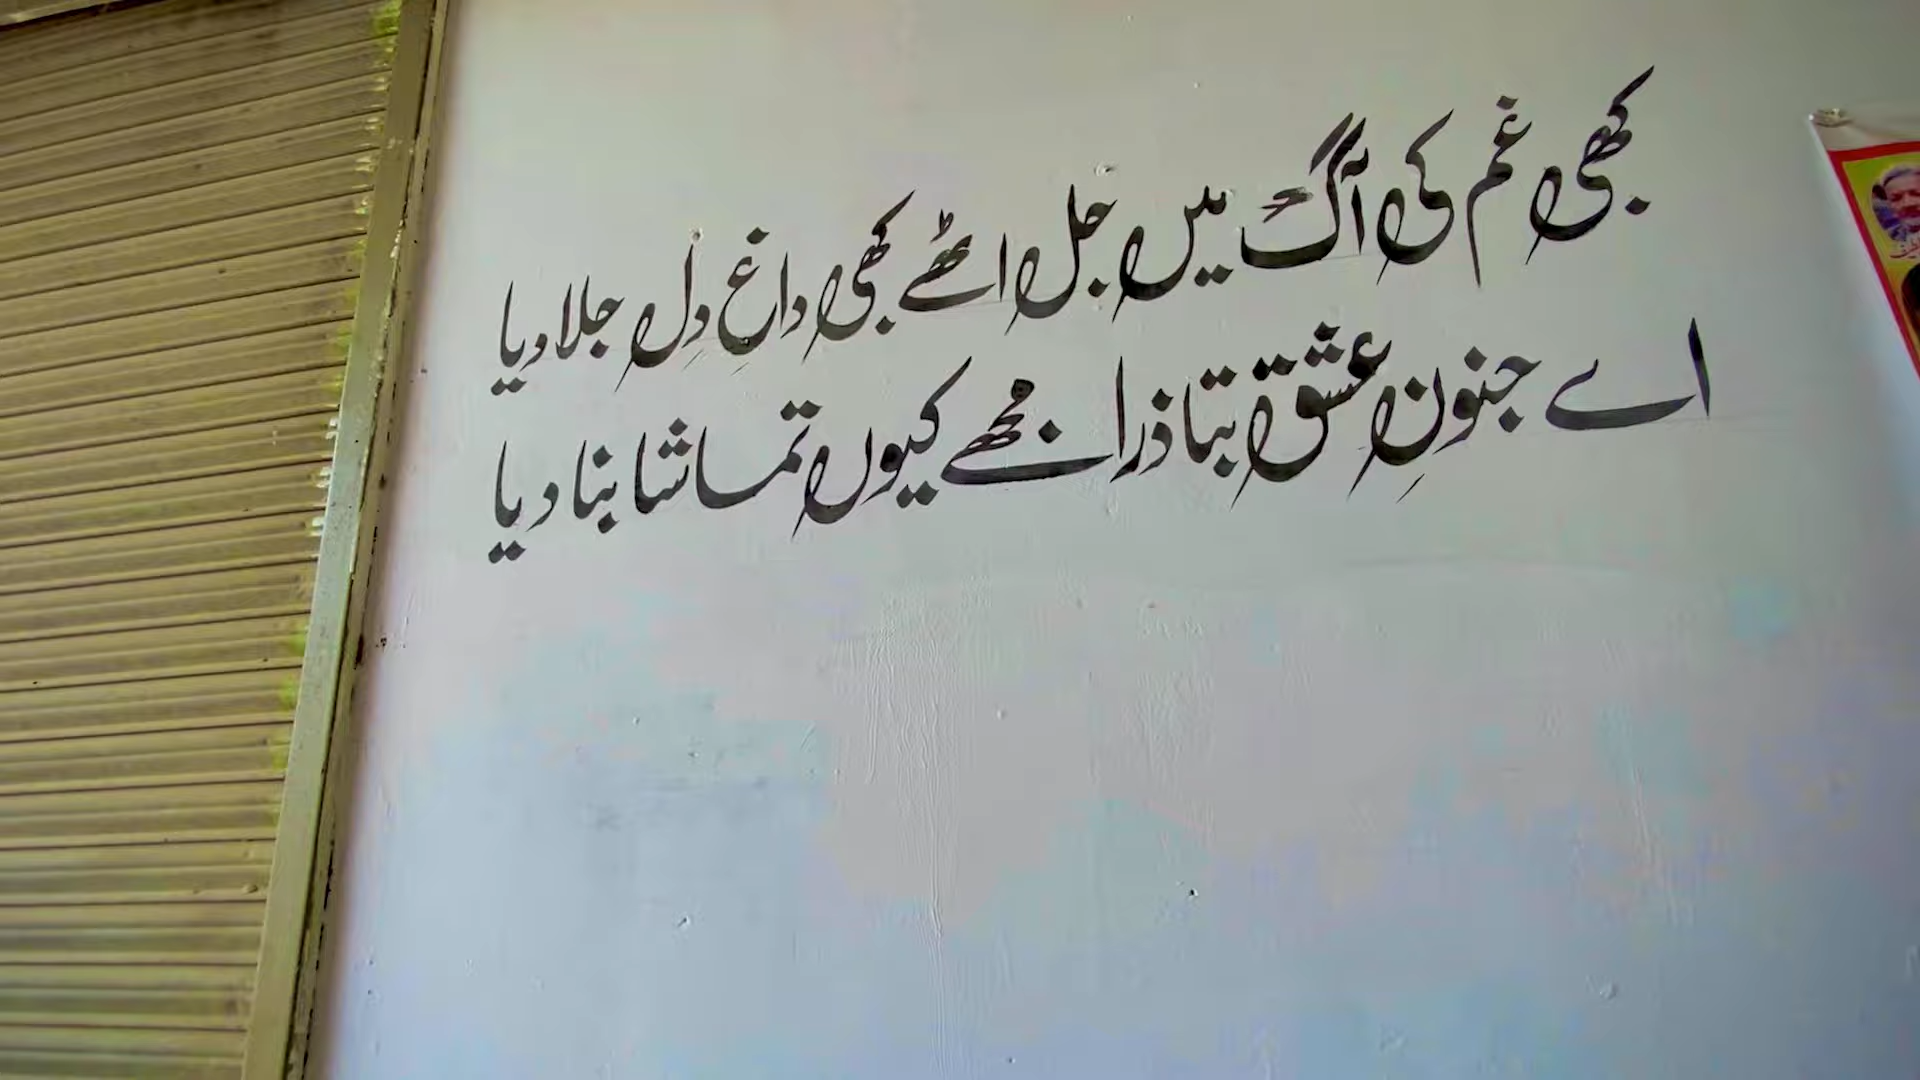 کبھی غم کی آگ میں جل اٹھے کبھی داغِ دل جلا دیا
اے جنونِ عشق بتا ذرا مجھے کیوں تماشا بنا دیا